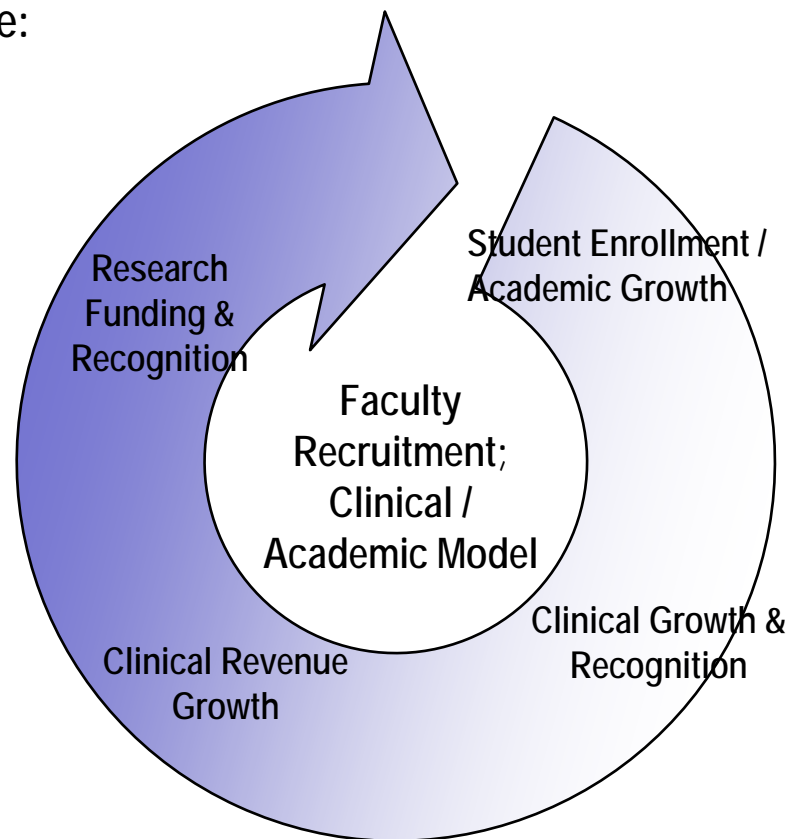 e:
Student Enrollment /
Academic Growth
Research
Funding &
Recognition
Faculty
Recruitment;
Clinical /
Academic Model
Clinical Growth &
Recognition
Clinical Revenue
Growth